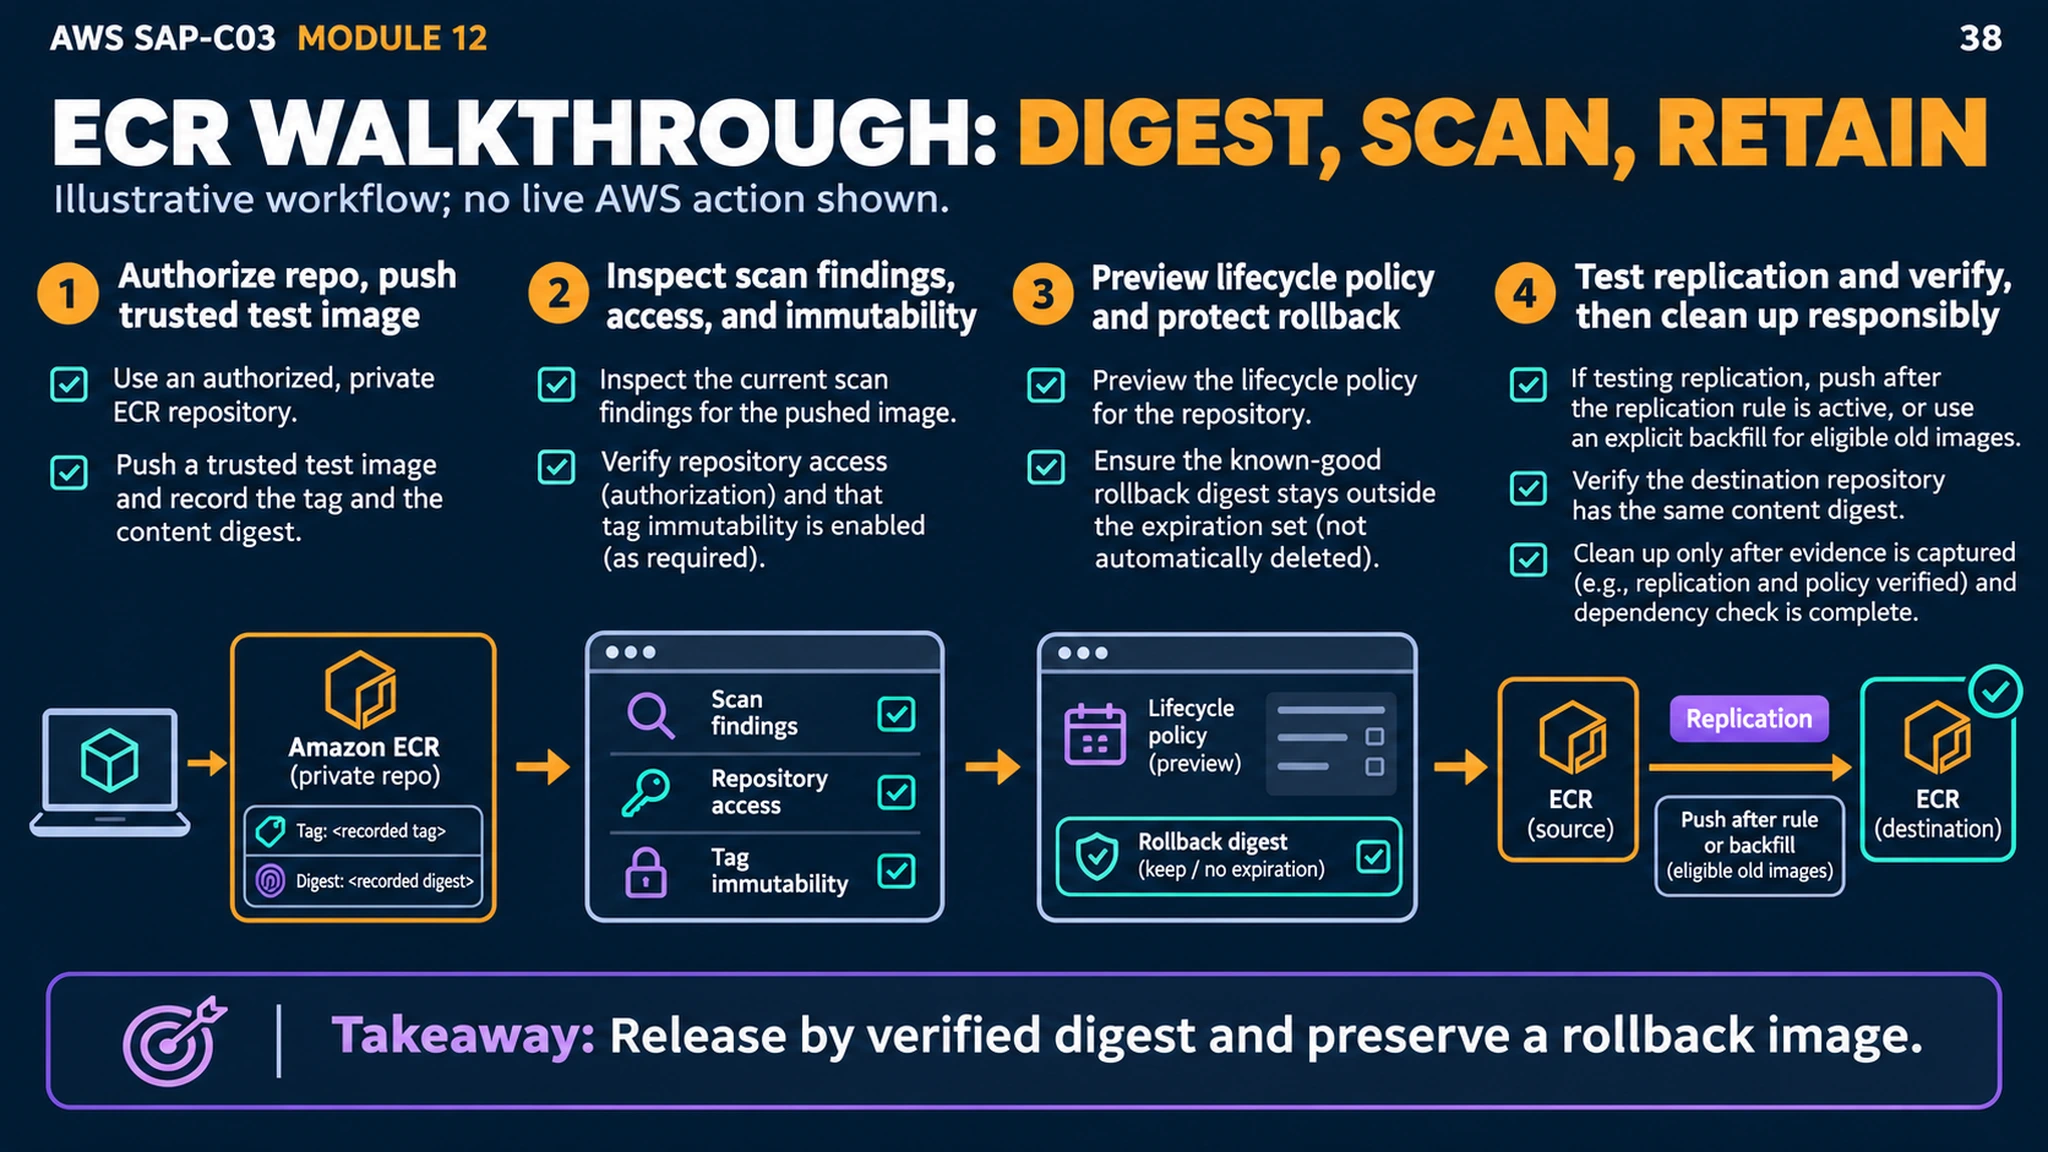 AWS SAP-C03 MODULE 12
38
ECR WALKTHROUGH: DIGEST, SCAN, RETAIN
Illustrative workflow; no live AWS action shown.
1
Authorize repo, push
trusted test image
Use an authorized, private
ECR repository.
Push a trusted test image
and record the tag and the
content digest.
2
Inspect scan findings,
access, and immutability
Inspect the current scan
findings for the pushed image.
Verify repository access
(authorization) and that
tag immutability is enabled
(as required).
3
Preview lifecycle policy
and protect rollback
Preview the lifecycle policy
for the repository.
Ensure the known-good
rollback digest stays outside
the expiration set (not
automatically deleted).
4
Test replication and verify,
then clean up responsibly
If testing replication, push after
the replication rule is active, or use
an explicit backfill for eligible old images.
Verify the destination repository
has the same content digest.
Clean up only after evidence is captured
(e.g., replication and policy verified) and
dependency check is complete.
Amazon ECR
(private repo)
Tag: <recorded tag>
Digest: <recorded digest>
Scan
findings
Repository
access
Tag
immutability
Lifecycle
policy
(preview)
Rollback digest
(keep / no expiration)
ECR
(source)
Replication
Push after rule
or backfill
(eligible old images)
ECR
(destination)
Takeaway: Release by verified digest and preserve a rollback image.